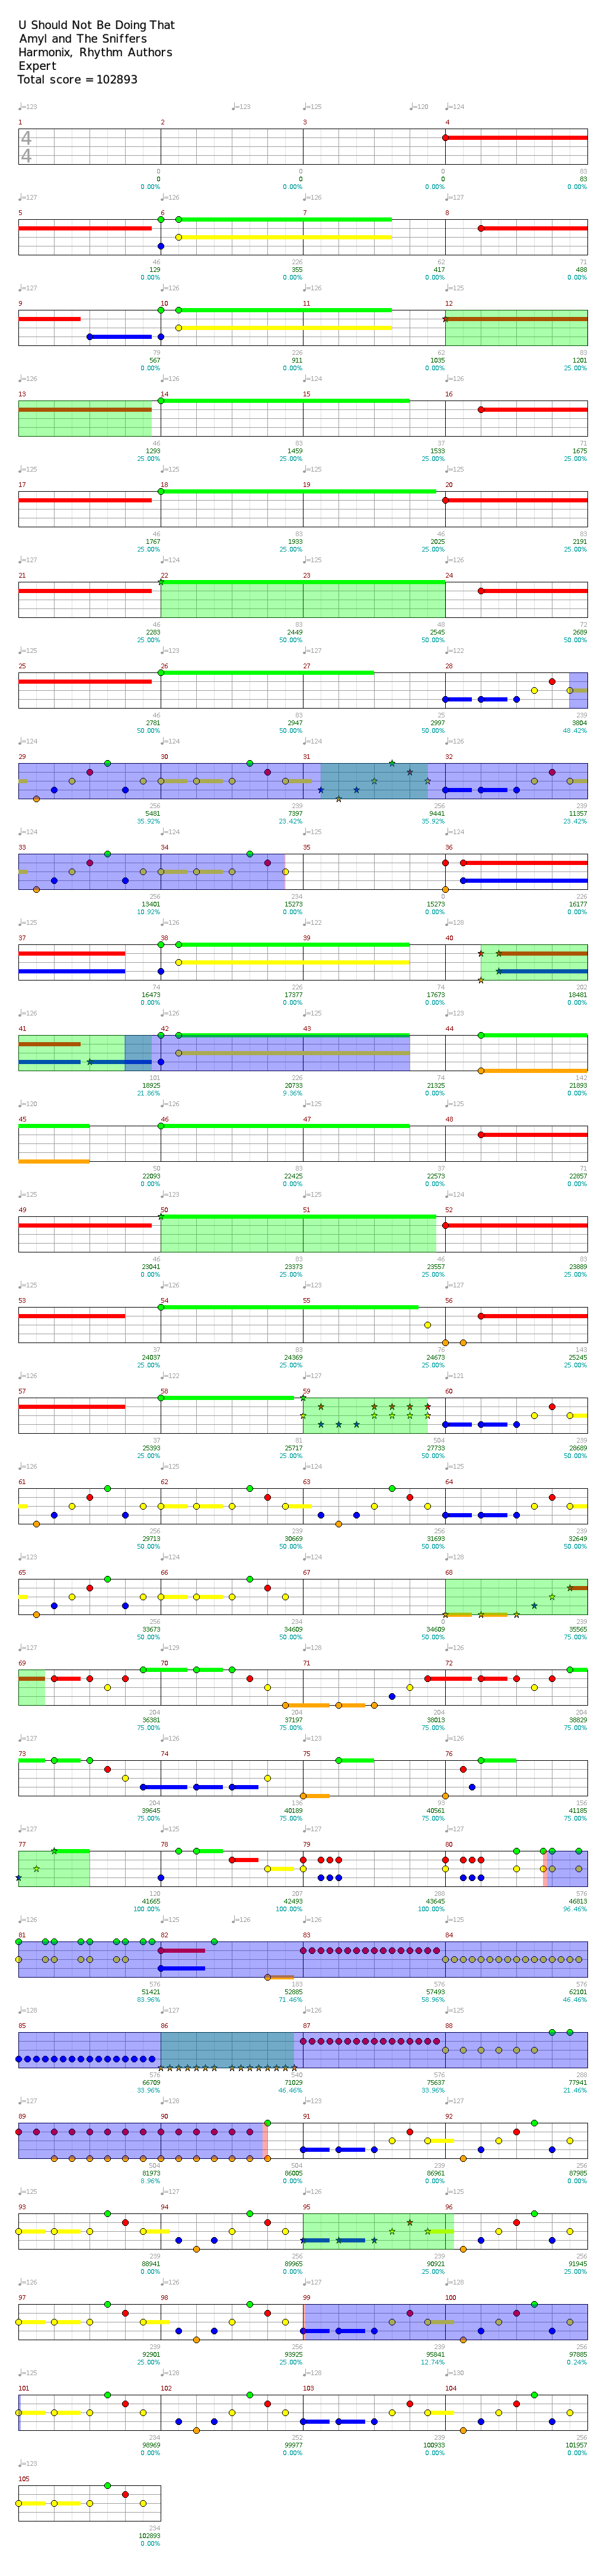 U Should Not Be Doing That
Amyl and The Sniffers
Harmonix, Rhythm Authors
Expert
Total score = 102893
♩=123 ♩=123 ♩=125 ♩=120 ♩=124
1 2 3 4
4
4
0 0 0 83
0 0 0 83
0.00% 0.00% 0.00% 0.00%
♩=127 ♩=126 ♩=126 ♩=127
5 6 7 8
46 226 62 71
129 355 417 488
0.00% 0.00% 0.00% 0.00%
♩=127 ♩=126 ♩=126 ♩=125
9 10 11 12
79 226 62 83
567 911 1035 1201
0.00% 0.00% 0.00% 25.00%
♩=126 ♩=126 ♩=124 ♩=126
13 14 15 16
46 83 37 71
1293 1459 1533 1675
25.00% 25.00% 25.00% 25.00%
♩=125 ♩=125 ♩=125 ♩=122
17 18 19 20
46 83 46 83
1767 1933 2025 2191
25.00% 25.00% 25.00% 25.00%
♩=127 ♩=124 ♩=125 ♩=126
21 22 23 24
46 83 48 72
2283 2449 2545 2689
25.00% 50.00% 50.00% 50.00%
♩=125 ♩=123 ♩=127 ♩=122
25 26 27 28
46 83 25 239
2781 2947 2997 3804
50.00% 50.00% 50.00% 48.42%
♩=124 ♩=124 ♩=124 ♩=126
29 30 31 32
256 239 256 239
5481 7397 9441 11357
35.92% 23.42% 35.92% 23.42%
♩=124 ♩=124
33 34 35 36
256 234 0 226
13401 15273 15273 16177
10.92% 0.00% 0.00% 0.00%
♩=125 ♩=126 ♩=122 ♩=128
37 38 39 40
74 226 74 202
16473 17377 17673 18481
0.00% 0.00% 0.00% 0.00%
♩=126 ♩=126 ♩=125 ♩=123
41 42 43 44
101 226 74 142
18925 20733 21325 21893
21.86% 9.36% 0.00% 0.00%
♩=120 ♩=126 ♩=125
45 46 47 48
50 83 37 71
22093 22425 22573 22857
0.00% 0.00% 0.00% 0.00%
♩=125 ♩=126 ♩=125 ♩=124
49 50 51 52
46 83 46 83
23041 23373 23557 23889
0.00% 25.00% 25.00% 25.00%
♩=125 ♩=126 ♩=123 ♩=127
53 54 55 56
37 83 76 143
24037 24369 24673 25245
25.00% 25.00% 25.00% 25.00%
♩=126 ♩=122 ♩=127 ♩=121
57 58 59 60
37 81 504 239
25393 25717 27733 28689
25.00% 25.00% 50.00% 50.00%
♩=126 ♩=125 ♩=125
61 62 63 64
256 239 256 239
29713 30669 31693 32649
50.00% 50.00% 50.00% 50.00%
♩=123 ♩=124 ♩=124 ♩=128
65 66 67 68
256 234 0 239
33673 34609 34609 35565
50.00% 50.00% 50.00% 75.00%
♩=127 ♩=129 ♩=128 ♩=126
69 70 71 72
204 204 204 204
36381 37197 38013 38829
75.00% 75.00% 75.00% 75.00%
♩=123 ♩=127 ♩=125 ♩=126
73 74 75 76
204 136 93 156
39645 40189 40561 41185
75.00% 75.00% 75.00% 75.00%
♩=127 ♩=127 ♩=127
77 78 79 80
120 207 288 576
41665 42493 43645 46813
100.00% 100.00% 100.00% 96.46%
♩=126 ♩=125 ♩=126 ♩=125
81 82 83 84
576 183 576 576
51421 52885 57493 62101
83.96% 71.46% 58.96% 46.46%
♩=128 ♩=127 ♩=126 ♩=125
85 86 87 88
576 540 576 288
66709 71029 75637 77941
33.96% 46.46% 33.96% 21.46%
♩=127 ♩=128 ♩=123
89 90 91 92
504 504 239 256
81973 86005 86961 87985
8.96% 0.00% 0.00% 0.00%
♩=126 ♩=127 ♩=125 ♩=126
93 94 95 96
239 256 239 256
88941 89965 90921 91945
0.00% 0.00% 25.00% 25.00%
♩=126 ♩=126 ♩=127 ♩=128
97 98 99 100
239 256 239 256
92901 93925 95841 97885
25.00% 25.00% 12.74% 0.24%
♩=125 ♩=128 ♩=128 ♩=130
101 102 103 104
234 252 239 256
98969 99977 100933 101957
0.00% 0.00% 0.00% 0.00%
♩=123
105
234
102893
0.00%